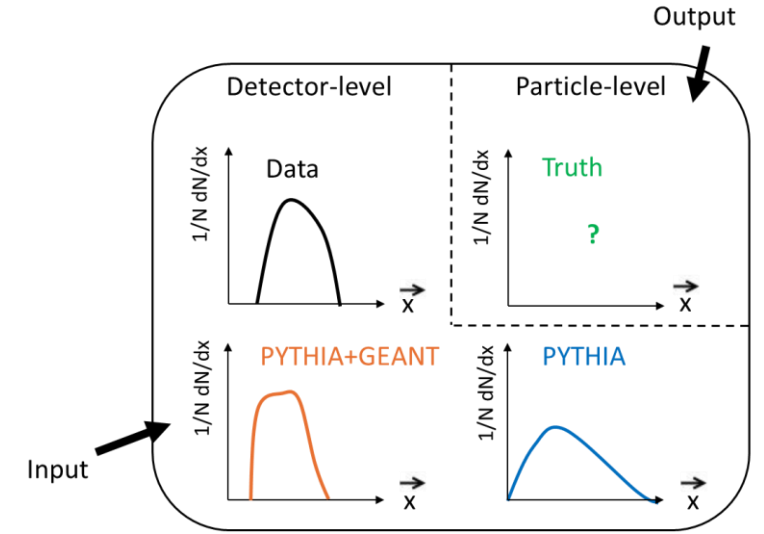 Output
Detector-level
Particle-level
1/N dN/dx
Data
x
1/N dN/dx
Truth
?
x
1/N dN/dx
PYTHIA+GEANT
x
1/N dN/dx
PYTHIA
x
Input